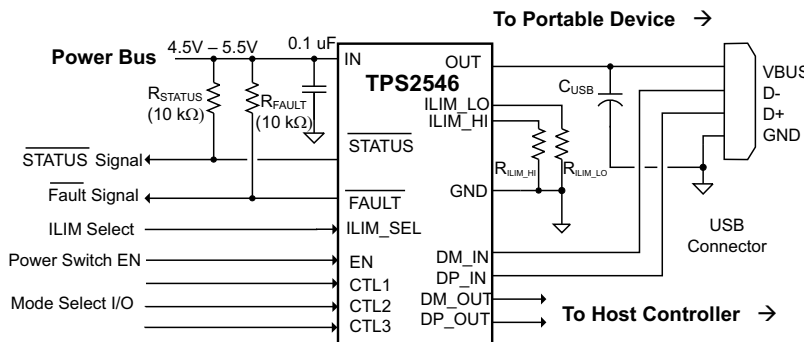 To Portable Device →
Power Bus
4.5V – 5.5V
0.1 uF
IN
OUT
TPS2546
VBUS
D-
D+
GND
CUSB
RSTATUS
(10 kΩ)
RFAULT
(10 kΩ)
ILIM_LO
ILIM_HI
STATUS
STATUS Signal
RILIM_HI
RILIM_LO
Fault Signal
FAULT
GND
ILIM Select
ILIM_SEL
USB
Connector
Power Switch EN
EN
DM_IN
DP_IN
CTL1
Mode Select I/O
CTL2
CTL3
DM_OUT
DP_OUT
To Host Controller →